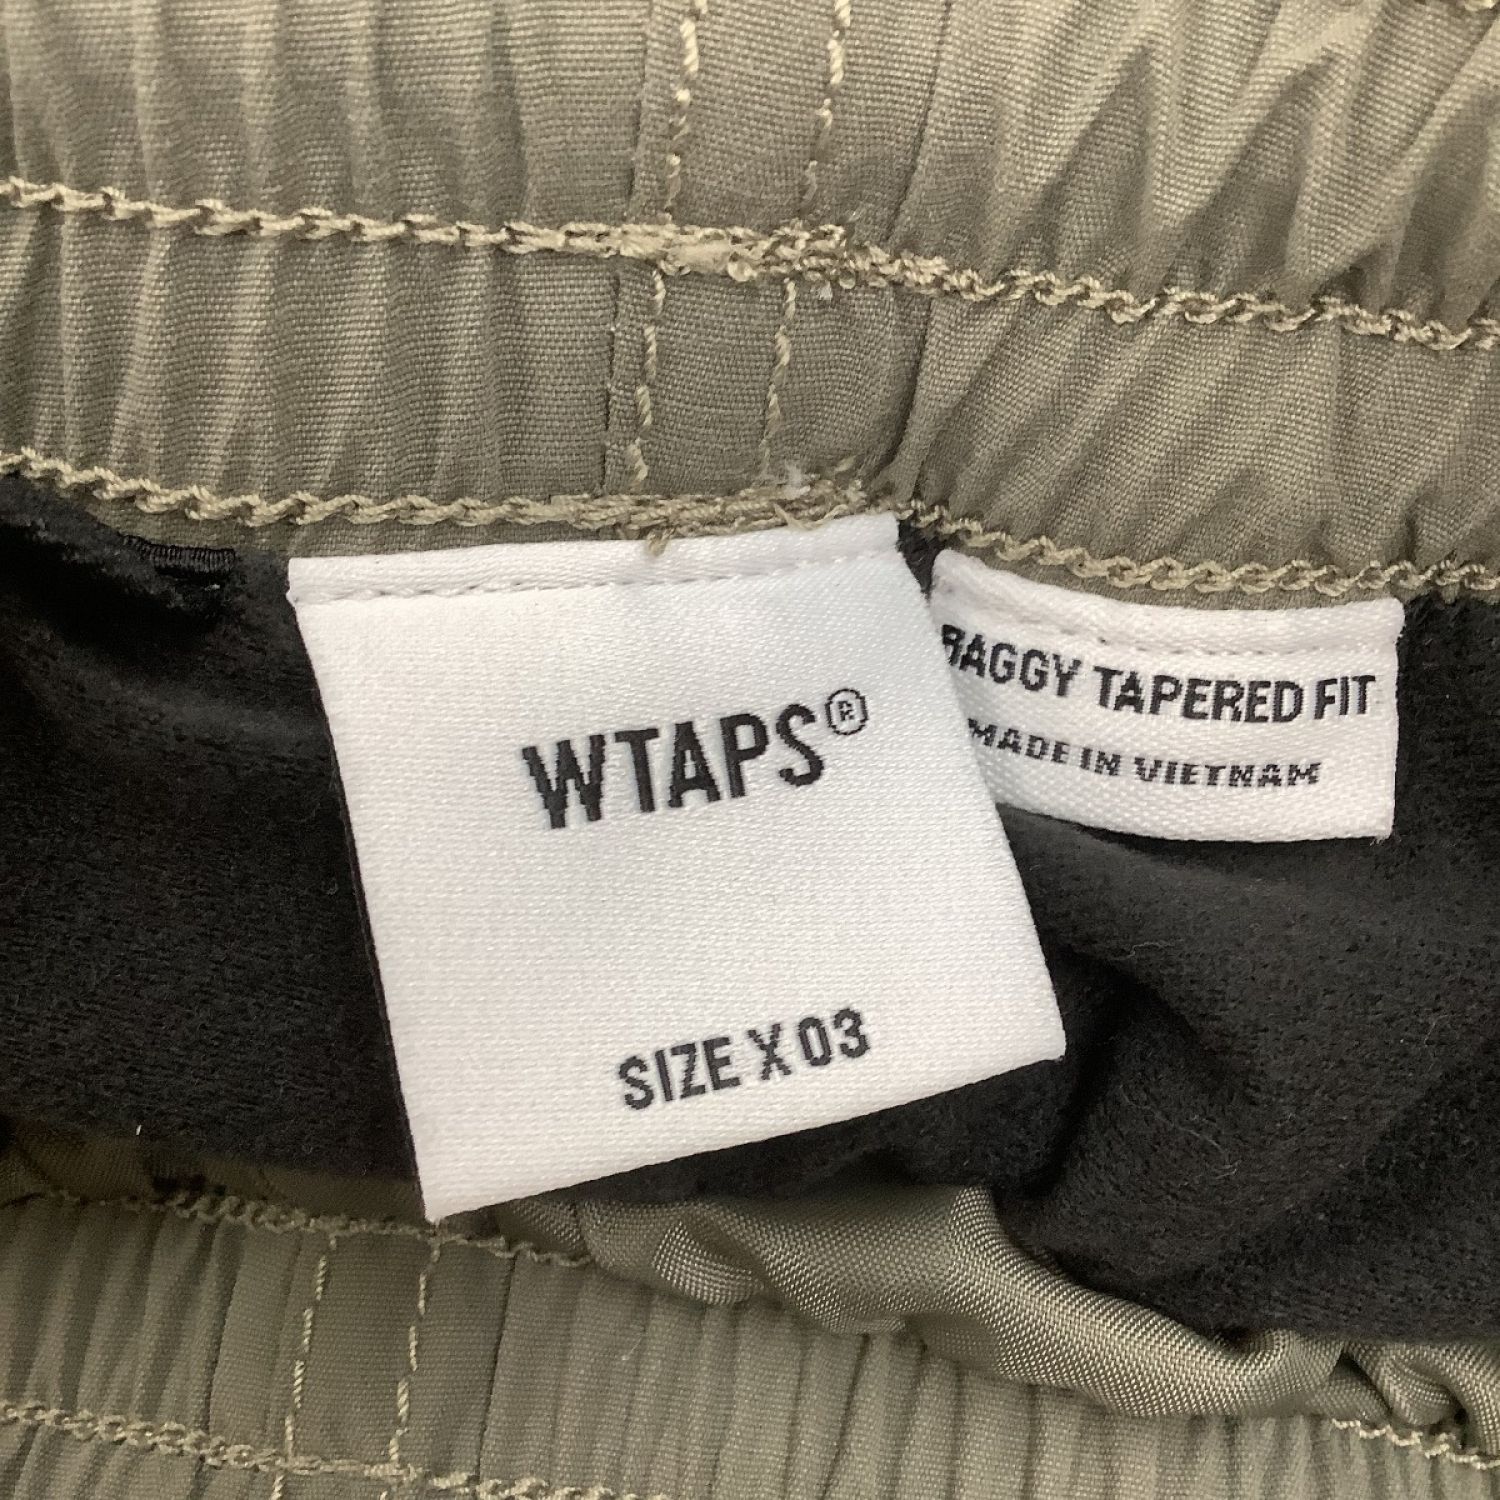 WTAPS®
SIZE X 03
BAGGY TAPERED FIT
MADE IN VIETNAM